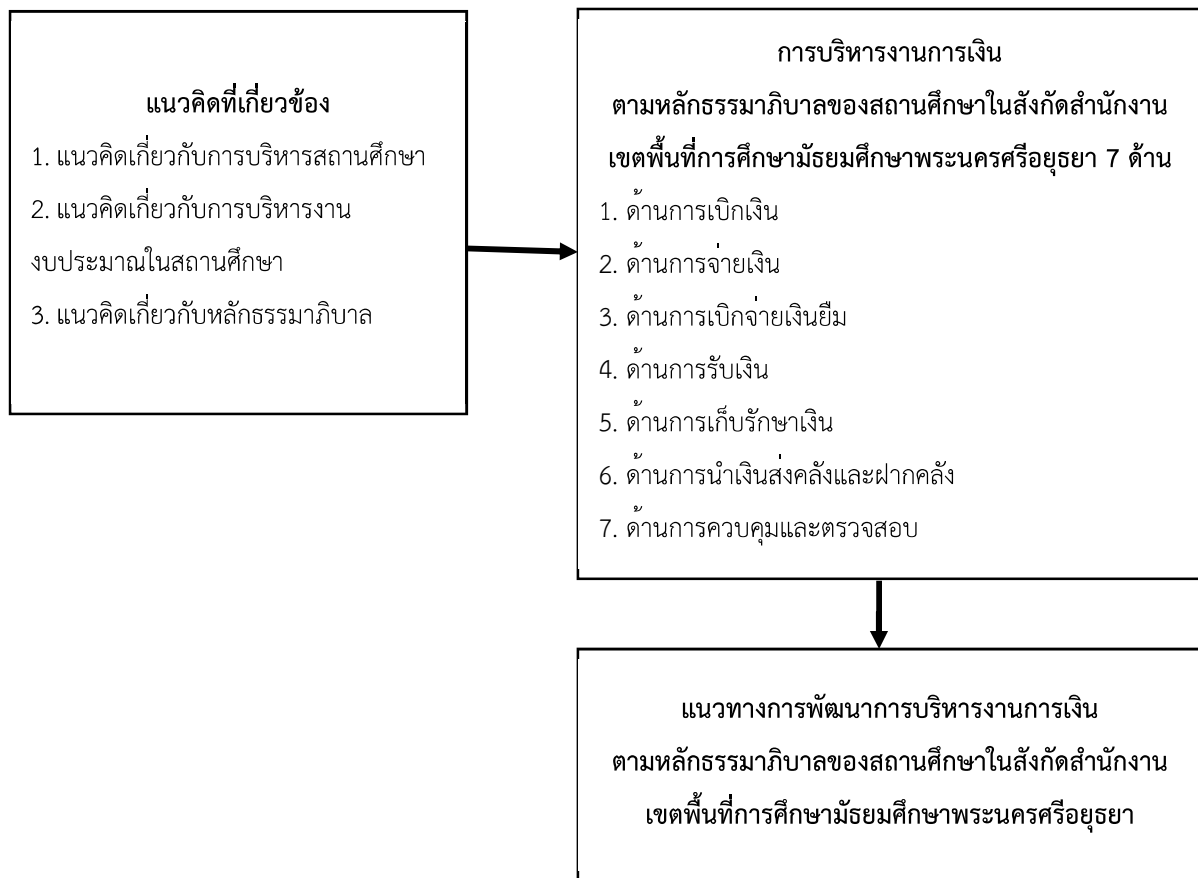 แนวคิดที่เกี่ยวข้อง
1. แนวคิดเกี่ยวกับการบริหารสถานศึกษา
2. แนวคิดเกี่ยวกับการบริหารงาน
งบประมาณในสถานศึกษา
3. แนวคิดเกี่ยวกับหลักธรรมาภิบาล
การบริหารงานการเงิน
ตามหลักธรรมาภิบาลของสถานศึกษาในสังกัดสำนักงาน
เขตพื้นที่การศึกษามัธยมศึกษาพระนครศรีอยุธยา 7 ด้าน
1. ด้านการเบิกเงิน
2. ด้านการจ่ายเงิน
3. ด้านการเบิกจ่ายเงินยืม
4. ด้านการรับเงิน
5. ด้านการเก็บรักษาเงิน
6. ด้านการนำเงินส่งคลังและฝากคลัง
7. ด้านการควบคุมและตรวจสอบ
แนวทางการพัฒนาการบริหารงานการเงิน
ตามหลักธรรมาภิบาลของสถานศึกษาในสังกัดสำนักงาน
เขตพื้นที่การศึกษามัธยมศึกษาพระนครศรีอยุธยา